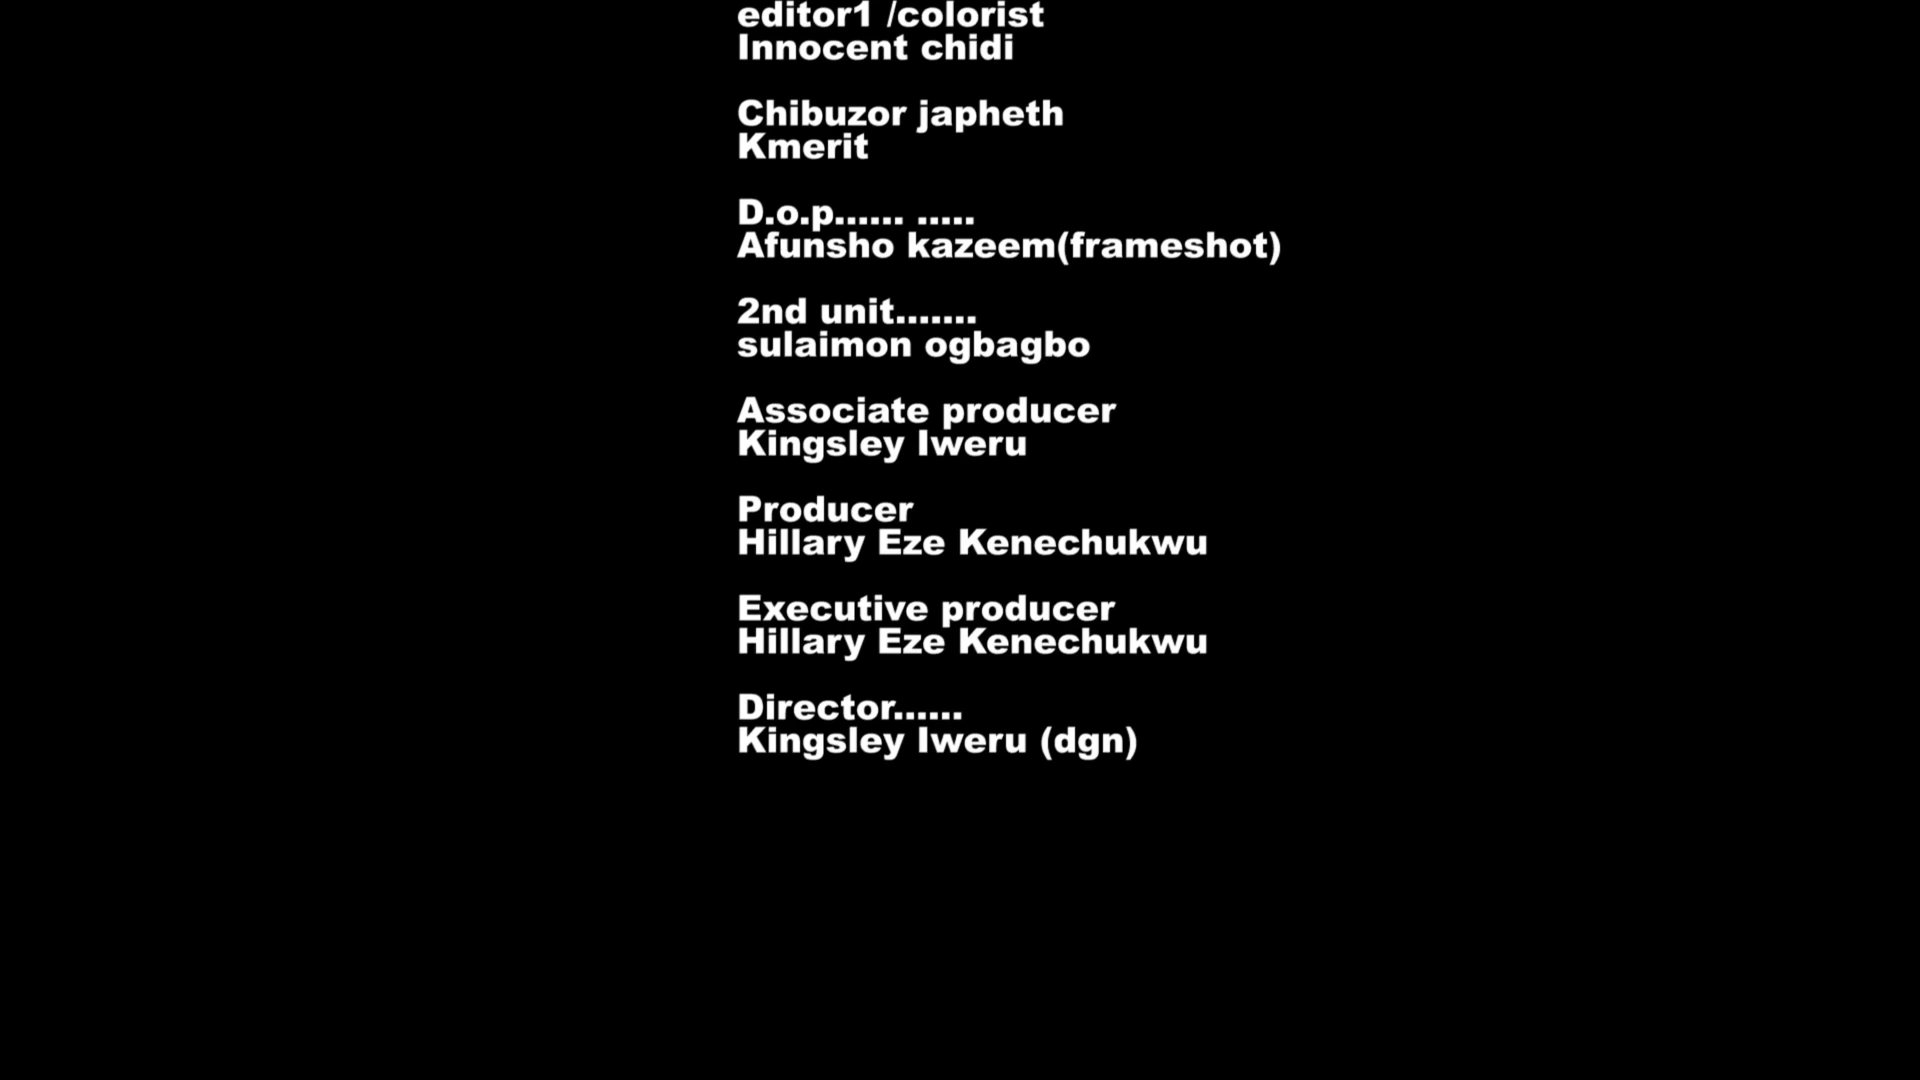 editor1 /colorist
Innocent chidi
Chibuzor japheth
Kmerit
D.o.p...... .....
Afunsho kazeem(frameshot)
2nd unit.......
sulaimon ogbagbo
Associate producer
Kingsley Iweru
Producer
Hillary Eze Kenechukwu
Executive producer
Hillary Eze Kenechukwu
Director......
Kingsley Iweru (dgn)